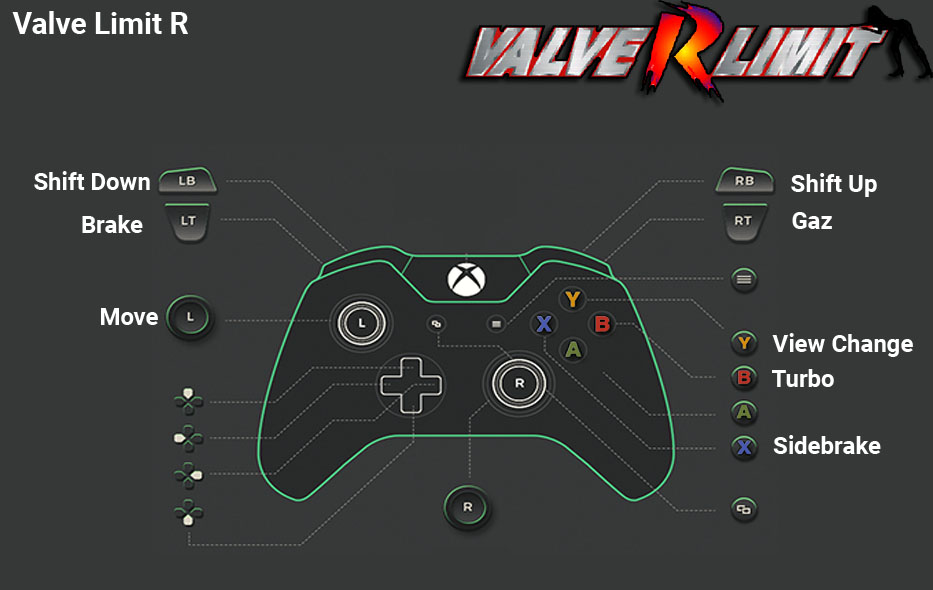 Valve Limit R
VALVE R LIMIT
Shift Down
LB
RB
Shift Up
Brake
LT
RT
Gaz
Move
L
L
Y
X
B
A
Y
View Change
R
B
Turbo
A
X
Sidebrake
R